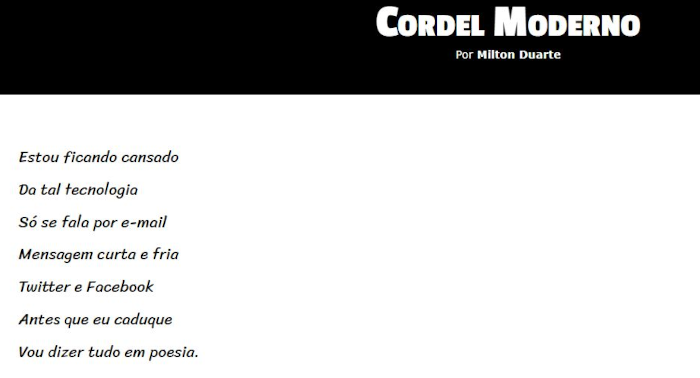 Cordel Moderno
Por Milton Duarte
Estou ficando cansado
Da tal tecnologia
Só se fala por e-mail
Mensagem curta e fria
Twitter e Facebook
Antes que eu caduque
Vou dizer tudo em poesia.